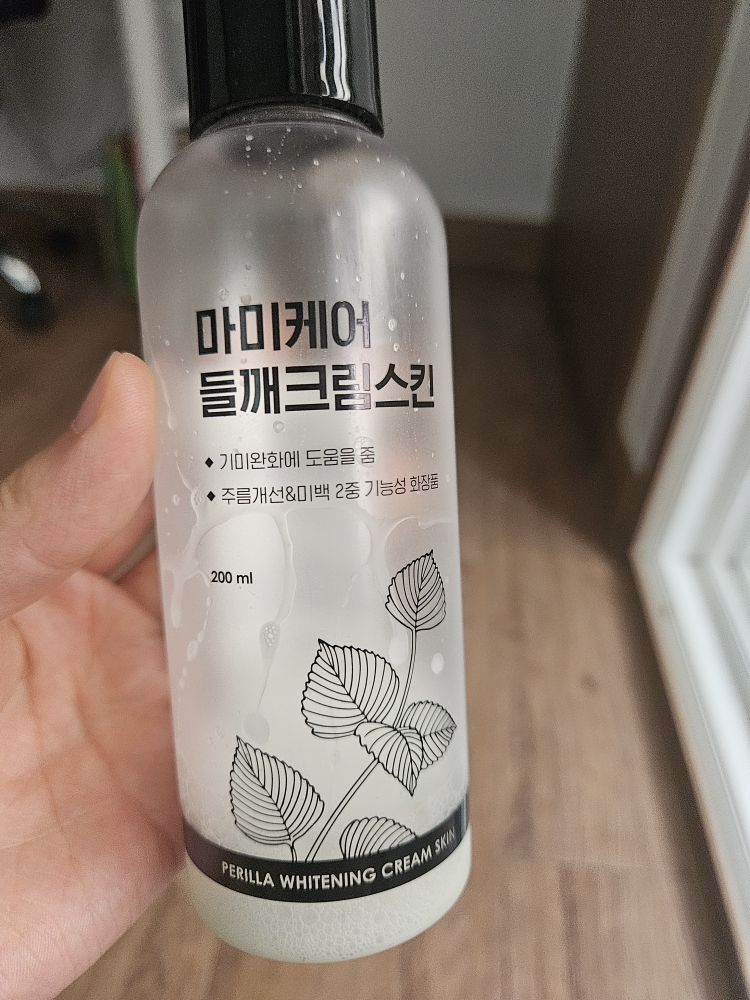 마미케어
들깨크림스킨
◆ 기미완화에 도움을 줌
◆ 주름개선&미백 2중 기능성 화장품
200 ml
PERILLA WHITENING CREAM SKIN